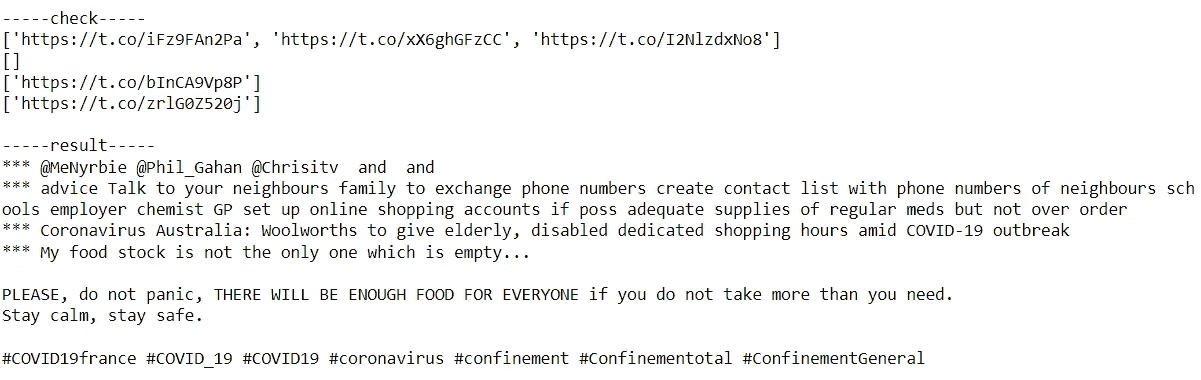 -----check-----
['https://t.co/iFz9FAn2Pa', 'https://t.co/xX6ghGFzCC', 'https://t.co/I2NlzdxNo8']
[]
['https://t.co/bInCA9Vp8P']
['https://t.co/zrlG0Z520j']
-----result-----
*** @MeNyrbie @Phil_Gahan @Chrisitv  and  and
*** advice Talk to your neighbours family to exchange phone numbers create contact list with phone numbers of neighbours sch
ools employer chemist GP set up online shopping accounts if poss adequate supplies of regular meds but not over order
*** Coronavirus Australia: Woolworths to give elderly, disabled dedicated shopping hours amid COVID-19 outbreak
*** My food stock is not the only one which is empty...
PLEASE, do not panic, THERE WILL BE ENOUGH FOOD FOR EVERYONE if you do not take more than you need.
Stay calm, stay safe.
#COVID19france #COVID_19 #COVID19 #coronavirus #confinement #Confinementotal #ConfinementGeneral